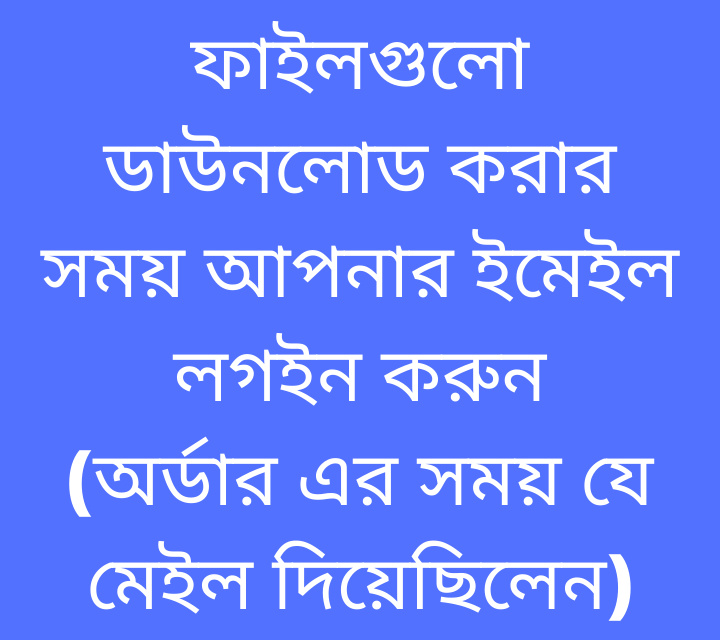 ফাইলগুলো
ডাউনলোড করার
সময় আপনার ইমেইল
লগইন করুন
(অর্ডার এর সময় যে
মেইল দিয়েছিলেন)